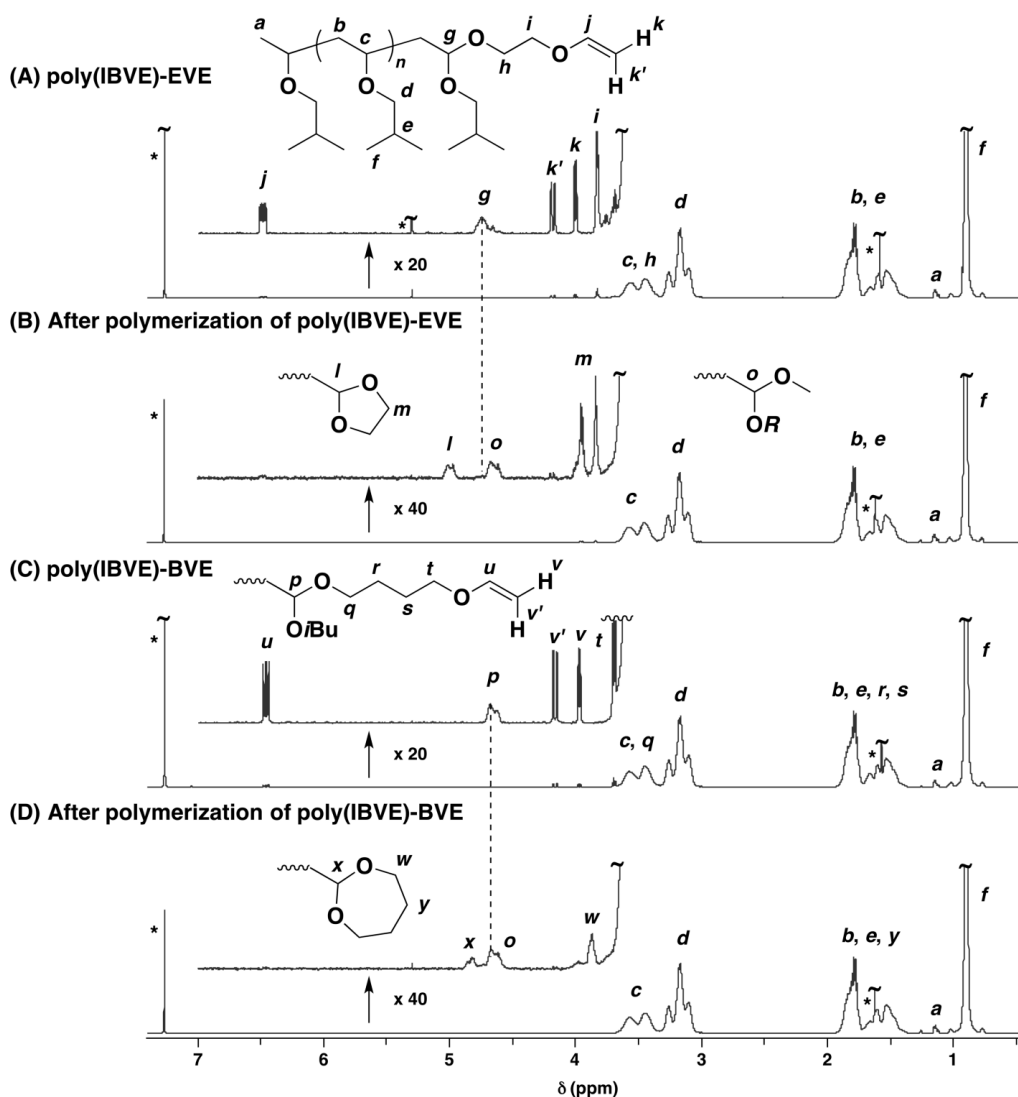 a b c g i j k
(A) poly(IBVE)-EVE
n O O H
O O O h k' H
d
e
f
i
f
*
j
k' k
g
*
d
b, e
*
x 20
c, h
a
(B) After polymerization of poly(IBVE)-EVE
l O m
O m
o O
OR
f
*
l o
d
b, e
*
x 40
c
a
(C) poly(IBVE)-BVE
p O r t u v H
q s O v' H
OiBu
u
v' v t
f
*
p
d
b, e, r, s
*
x 20
c, q
a
(D) After polymerization of poly(IBVE)-BVE
x O w
O y
f
*
x o w
d
b, e, y
*
x 40
c
a
7 6 5 4 3 2 1
δ (ppm)